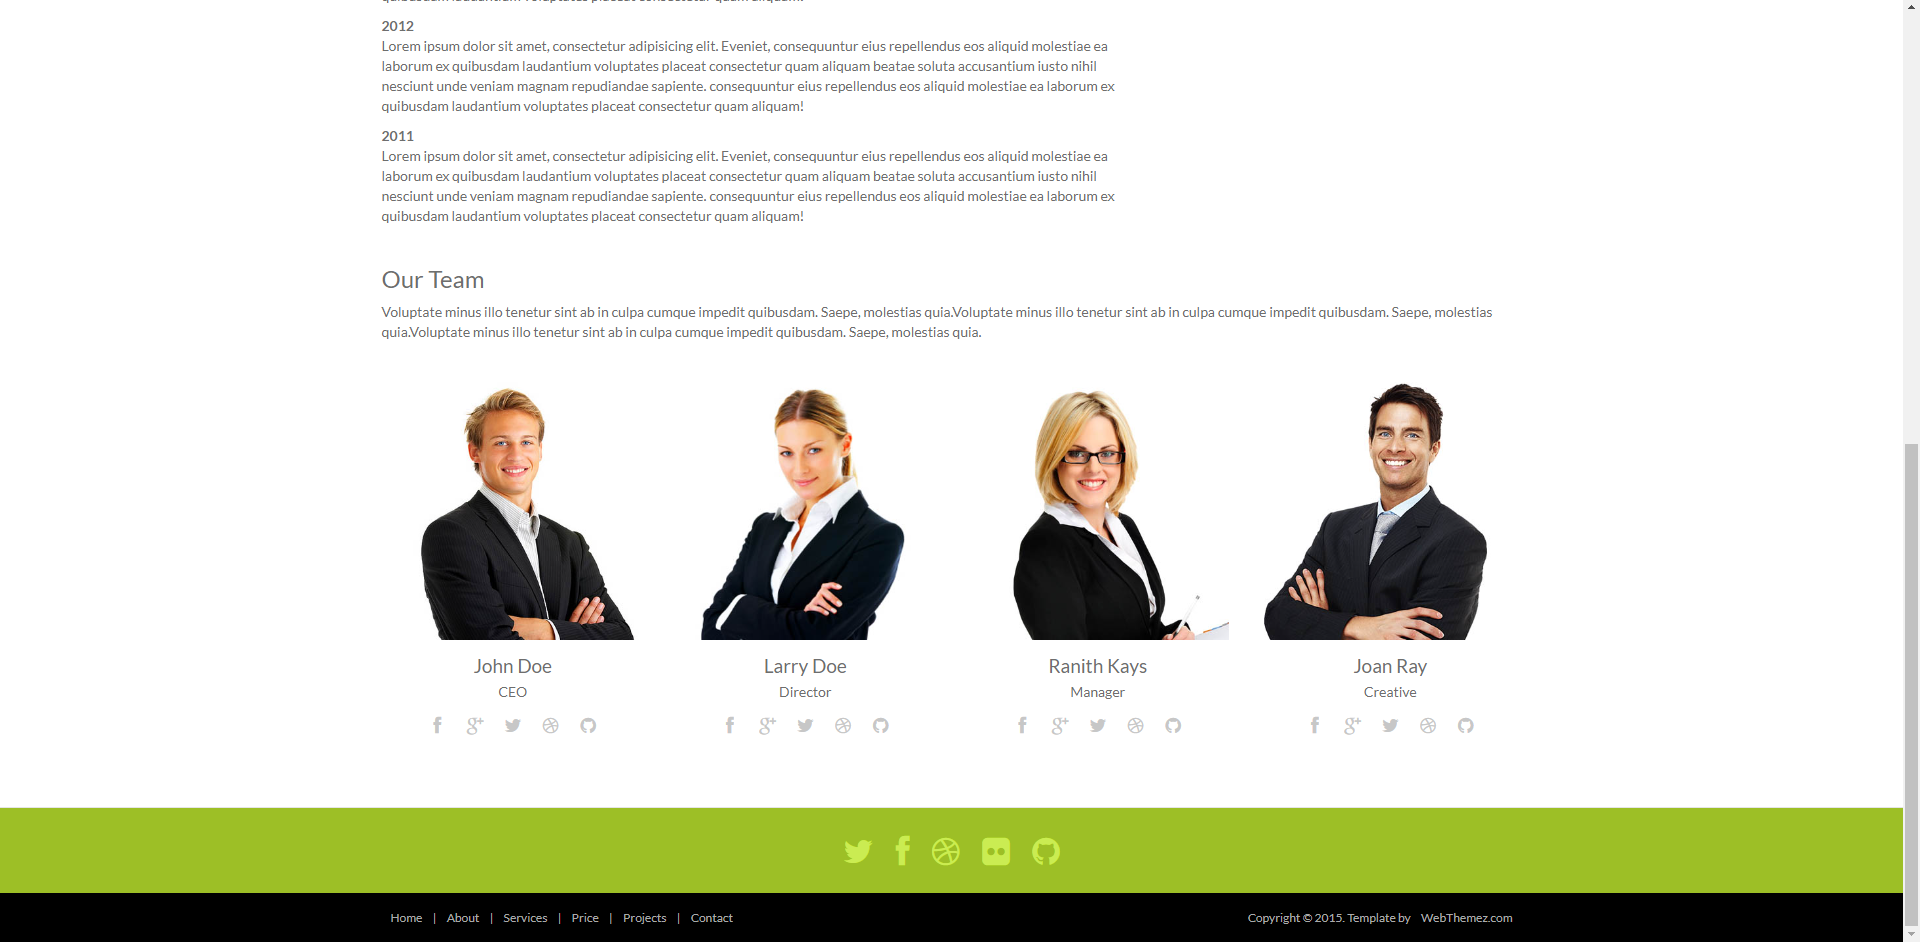 quibusdam laudantium voluptates placeat consectetur quam aliquam!
2012
Lorem ipsum dolor sit amet, consectetur adipisicing elit. Eveniet, consequuntur eius repellendus eos aliquid molestiae ea
laborum ex quibusdam laudantium voluptates placeat consectetur quam aliquam beatae soluta accusantium iusto nihil
nesciunt unde veniam magnam repudiandae sapiente. consequuntur eius repellendus eos aliquid molestiae ea laborum ex
quibusdam laudantium voluptates placeat consectetur quam aliquam!
2011
Lorem ipsum dolor sit amet, consectetur adipisicing elit. Eveniet, consequuntur eius repellendus eos aliquid molestiae ea
laborum ex quibusdam laudantium voluptates placeat consectetur quam aliquam beatae soluta accusantium iusto nihil
nesciunt unde veniam magnam repudiandae sapiente. consequuntur eius repellendus eos aliquid molestiae ea laborum ex
quibusdam laudantium voluptates placeat consectetur quam aliquam!
Our Team
Voluptate minus illo tenetur sint ab in culpa cumque impedit quibusdam. Saepe, molestias quia.Voluptate minus illo tenetur sint ab in culpa cumque impedit quibusdam. Saepe, molestias
quia.Voluptate minus illo tenetur sint ab in culpa cumque impedit quibusdam. Saepe, molestias quia.
John Doe
CEO
Larry Doe
Director
Ranith Kays
Manager
Joan Ray
Creative
Home | About | Services | Price | Projects | Contact
Copyright © 2015. Template by WebThemez.com